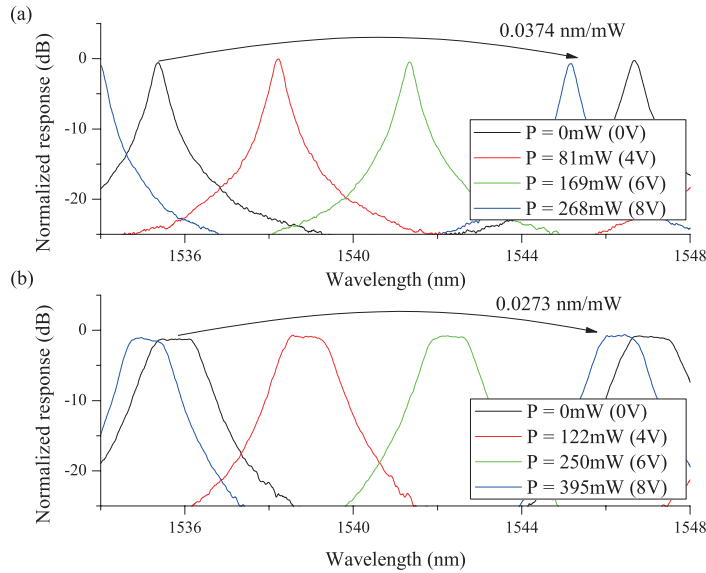 (a)
0.0374 nm/mW
Normalized response (dB)
0
-10
-20
P = 0mW (0V)
P = 81mW (4V)
P = 169mW (6V)
P = 268mW (8V)
1536
1540
1544
1548
Wavelength (nm)
(b)
0.0273 nm/mW
Normalized response (dB)
0
-10
-20
P = 0mW (0V)
P = 122mW (4V)
P = 250mW (6V)
P = 395mW (8V)
1536
1540
1544
1548
Wavelength (nm)